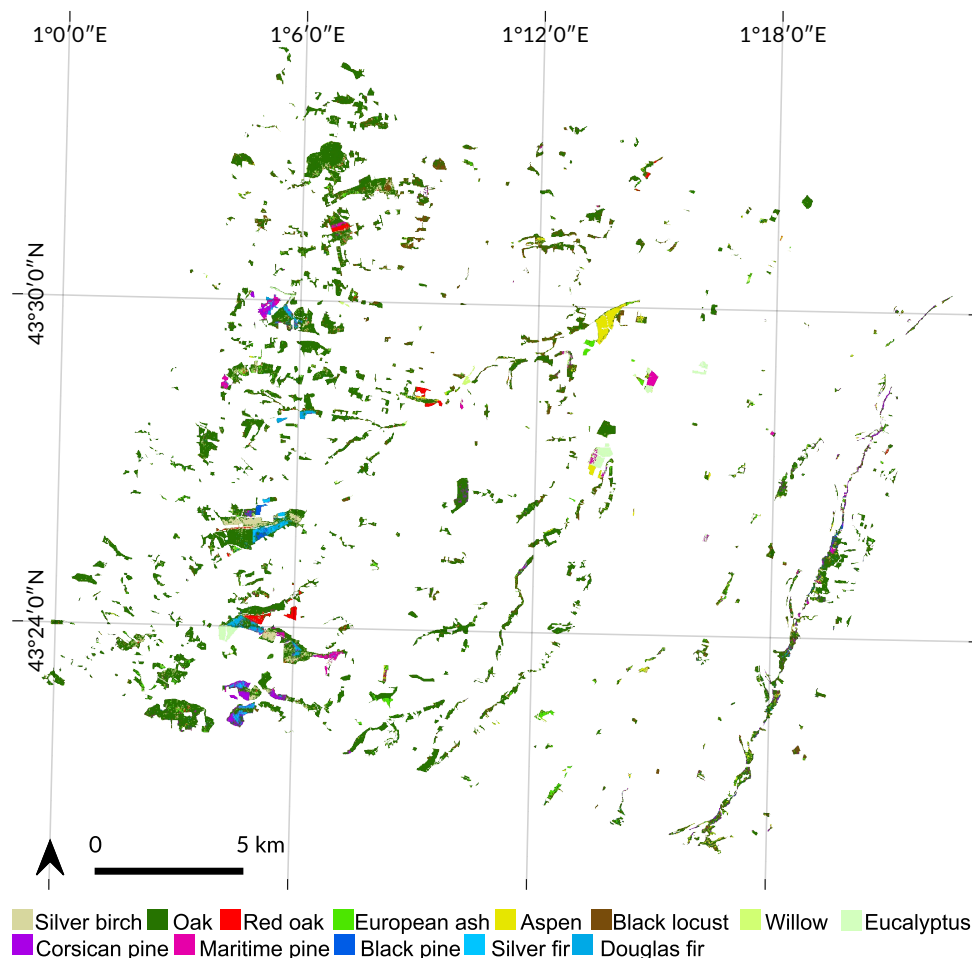 1°0′0″E 1°6′0″E 1°12′0″E 1°18′0″E
43°30′0″N
43°24′0″N
0 5 km
Silver birch Oak Red oak European ash Aspen Black locust Willow Eucalyptus
Corsican pine Maritime pine Black pine Silver fir Douglas fir